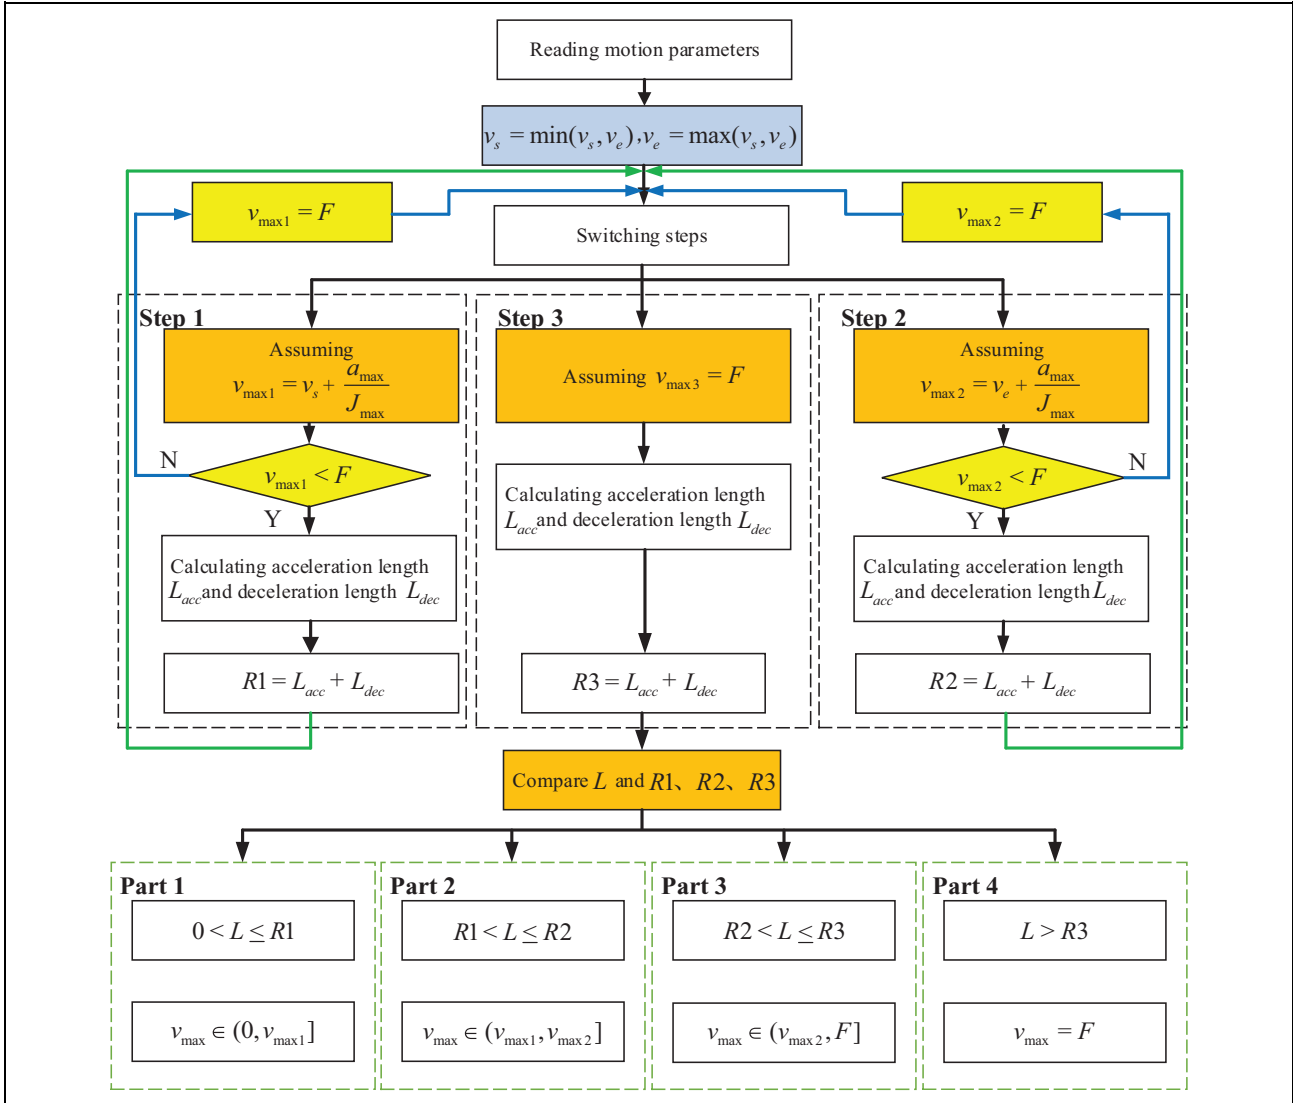 Reading motion parameters
v_s = min(v_s, v_e), v_e = max(v_s, v_e)
v_max1 = F
v_max2 = F
Switching steps
Step 1
Assuming
v_max1 = v_s + a_max / J_max
v_max1 < F
N
Y
Calculating acceleration length
L_acc and deceleration length L_dec
R1 = L_acc + L_dec
Step 3
Assuming v_max3 = F
Calculating acceleration length
L_acc and deceleration length L_dec
R3 = L_acc + L_dec
Step 2
Assuming
v_max2 = v_e + a_max / J_max
v_max2 < F
N
Y
Calculating acceleration length
L_acc and deceleration length L_dec
R2 = L_acc + L_dec
Compare L and R1、R2、R3
Part 1
0 < L ≤ R1
v_max ∈ (0, v_max1]
Part 2
R1 < L ≤ R2
v_max ∈ (v_max1, v_max2]
Part 3
R2 < L ≤ R3
v_max ∈ (v_max2, F]
Part 4
L > R3
v_max = F